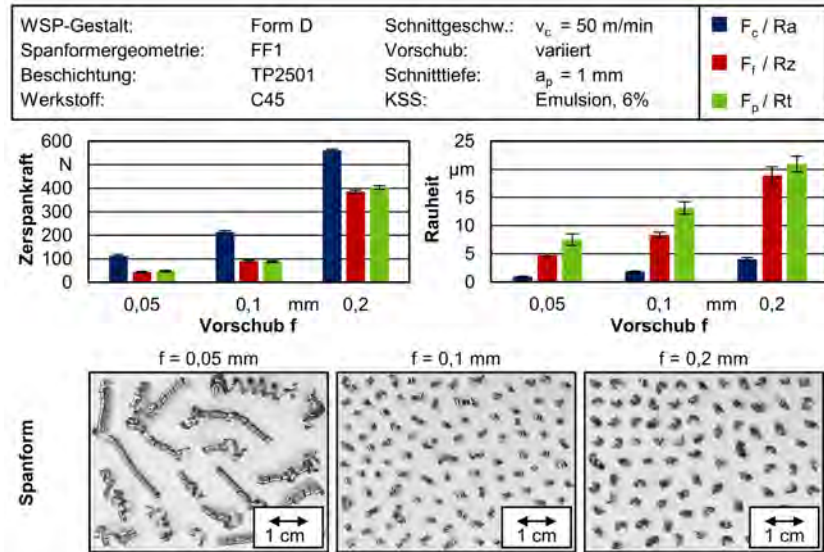 WSP-Gestalt: Form D Schnittgeschw.: v_c = 50 m/min
Spanformergeometrie: FF1 Vorschub: variiert
Beschichtung: TP2501 Schnitttiefe: a_p = 1 mm
Werkstoff: C45 KSS: Emulsion, 6%
F_c / Ra
F_f / Rz
F_p / Rt
Zerspankraft
600
N
400
300
200
100
0
0,05 0,1 mm 0,2
Vorschub f
Rauheit
25
µm
15
10
5
0
0,05 0,1 mm 0,2
Vorschub f
Spanform
f = 0,05 mm f = 0,1 mm f = 0,2 mm
1 cm 1 cm 1 cm